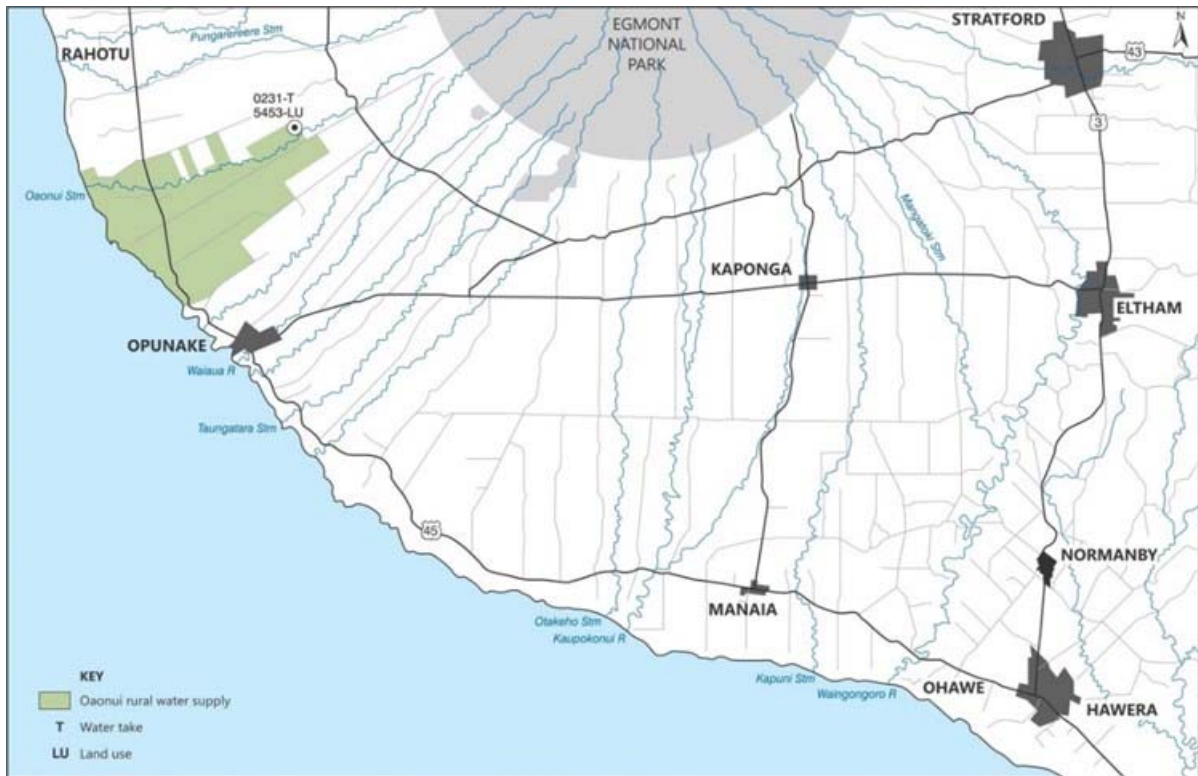 EGMONT
NATIONAL
PARK
STRATFORD
N
43
3
RAHOTU
Pungarereere Stm
0231-T
5453-LU
Oaonui Stm
Mangatoki Stm
KAPONGA
ELTHAM
OPUNAKE
Waiaua R
Taungatara Stm
45
NORMANBY
MANAIA
Otakeho Stm
Kaupokonui R
Kapuni Stm
Waingongoro R
OHAWE
HAWERA
KEY
Oaonui rural water supply
T Water take
LU Land use